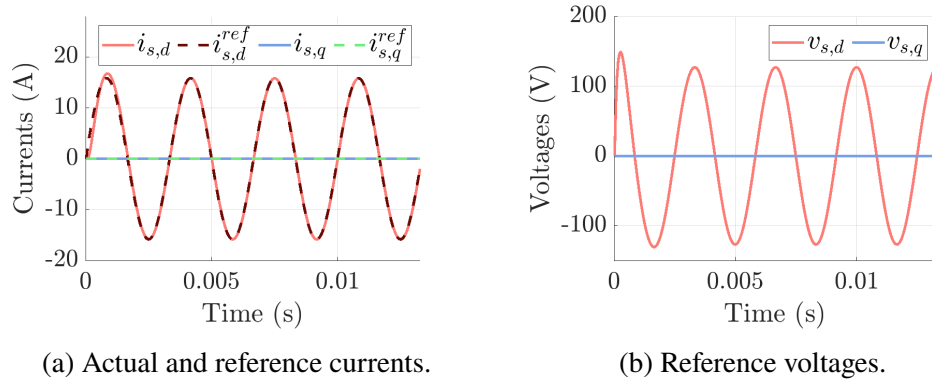 20
10
0
-10
-20
Currents (A)
i_{s,d} i_{s,d}^{ref} i_{s,q} i_{s,q}^{ref}
0 0.005 0.01
Time (s)
(a) Actual and reference currents.
100
0
-100
Voltages (V)
v_{s,d} v_{s,q}
0 0.005 0.01
Time (s)
(b) Reference voltages.